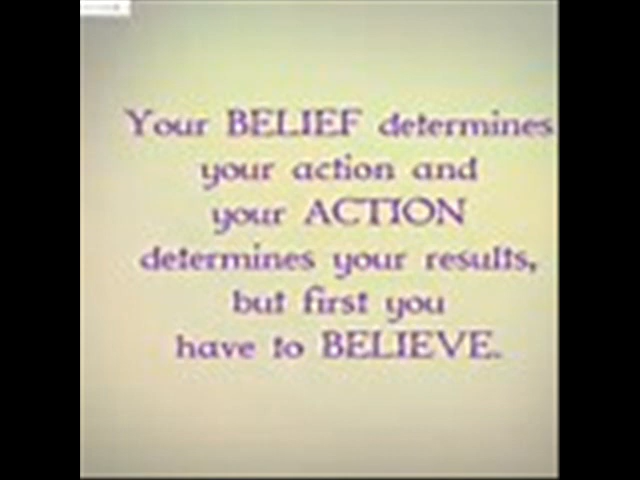 Your BELIEF determines
your action and
your ACTION
determines your results,
but first you
have to BELIEVE.